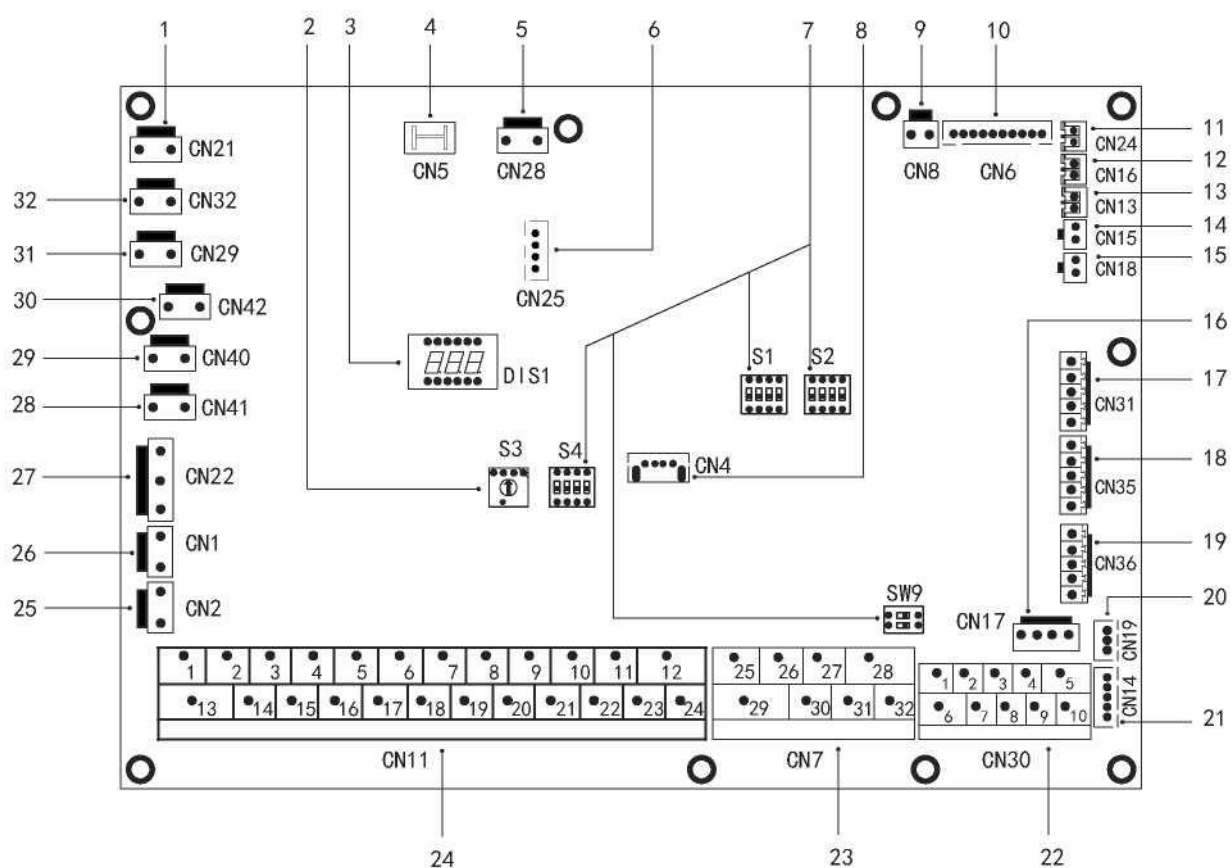 1 2 3 4 5 6 7 8 9 10
11
CN21 CN5 CN28 CN8 CN6 CN24
12
CN16
32 CN32 13
CN13
14
CN15
31 CN29 15
CN18
CN25
30 CN42
16
29 CN40 S1 S2
DIS1 888
17
28 CN41 CN31
S3 S4
27 CN22 CN4 18
CN35
26 CN1 19
CN36
25 CN2 SW9 20
CN17 CN19
1 2 3 4 5 6 7 8 9 10 11 12 25 26 27 28 1 2 3 4 5
13 14 15 16 17 18 19 20 21 22 23 24 29 30 31 32 6 7 8 9 10 CN14 21
CN11 CN7 CN30
24 23 22